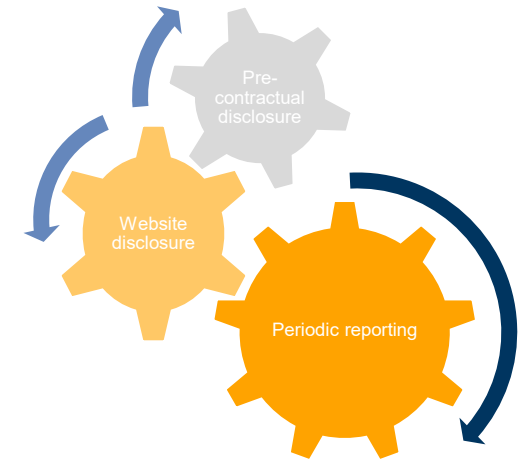 Pre-
contractual
disclosure
Website
disclosure
Periodic reporting